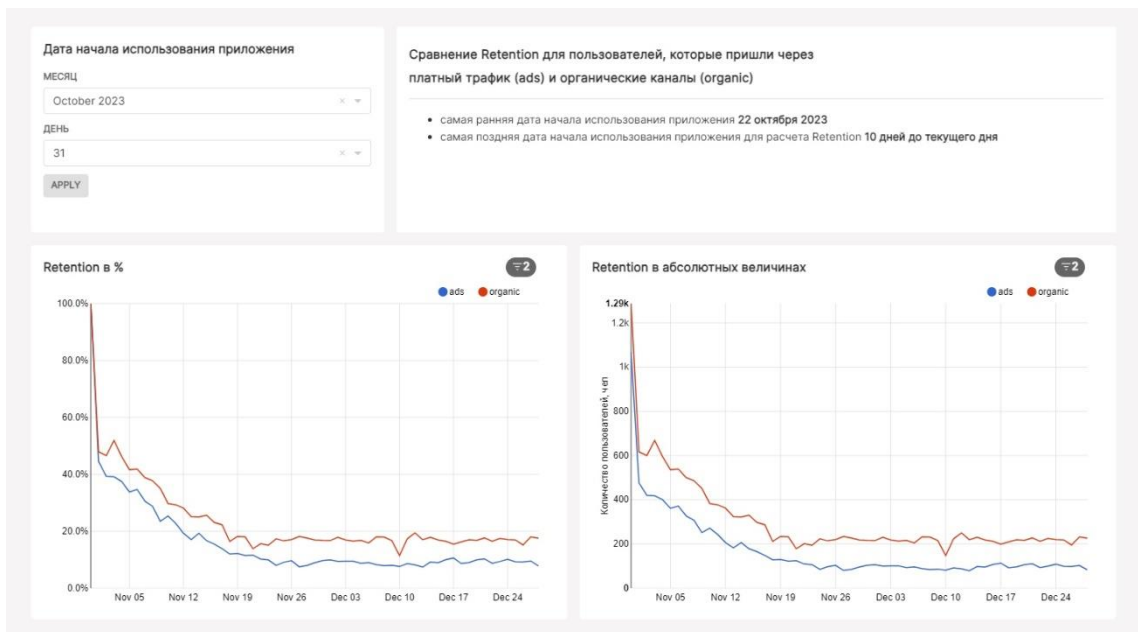 Дата начала использования приложения
МЕСЯЦ
October 2023
ДЕНЬ
31
APPLY
Сравнение Retention для пользователей, которые пришли через
платный трафик (ads) и органические каналы (organic)
самая ранняя дата начала использования приложения 22 октября 2023
самая поздняя дата начала использования приложения для расчета Retention 10 дней до текущего дня
Retention в %
2
ads organic
100.0%
80.0%
60.0%
40.0%
20.0%
0.0%
Nov 05 Nov 12 Nov 19 Nov 26 Dec 03 Dec 10 Dec 17 Dec 24
Retention в абсолютных величинах
2
ads organic
Количество пользователей, чел
1.29k
1.2k
1k
800
600
400
200
0
Nov 05 Nov 12 Nov 19 Nov 26 Dec 03 Dec 10 Dec 17 Dec 24